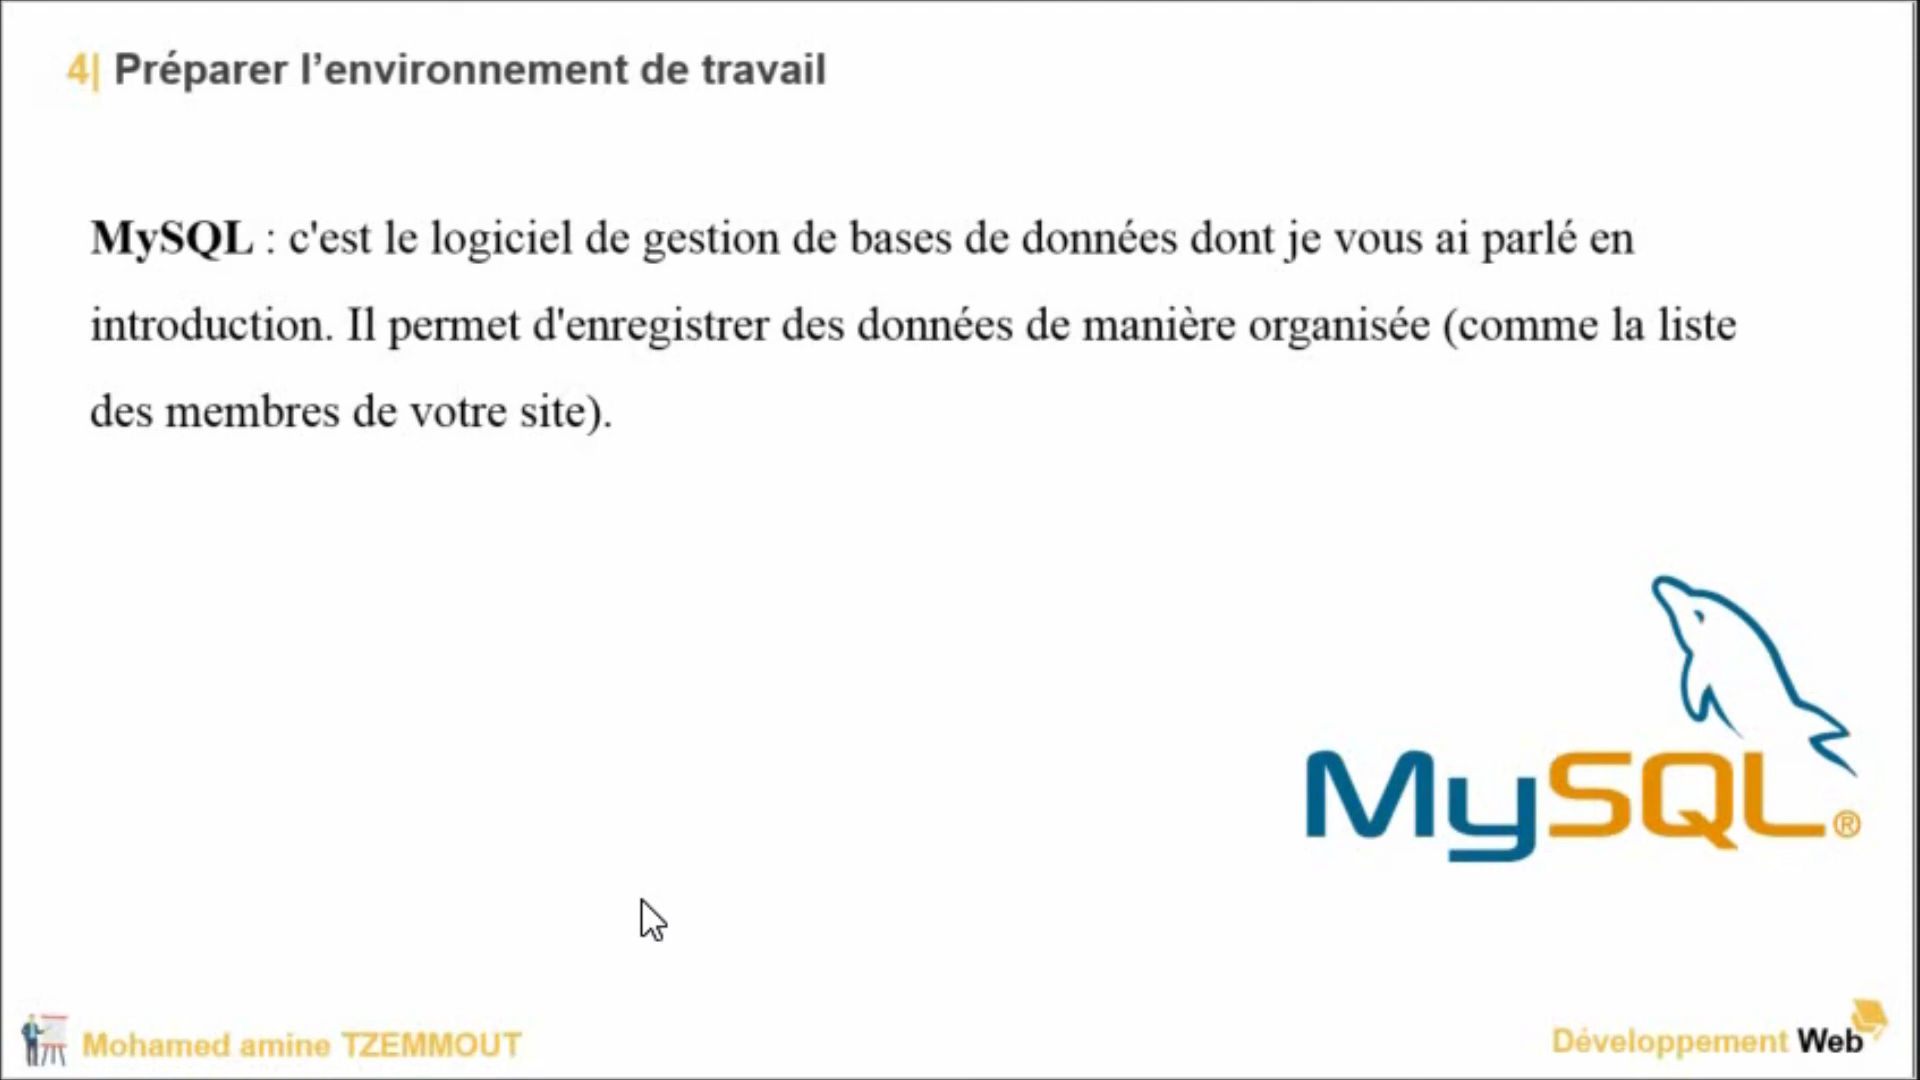 4| Préparer l’environnement de travail
MySQL : c'est le logiciel de gestion de bases de données dont je vous ai parlé en
introduction. Il permet d'enregistrer des données de manière organisée (comme la liste
des membres de votre site).
MySQL®
Mohamed amine TZEMMOUT
Développement Web